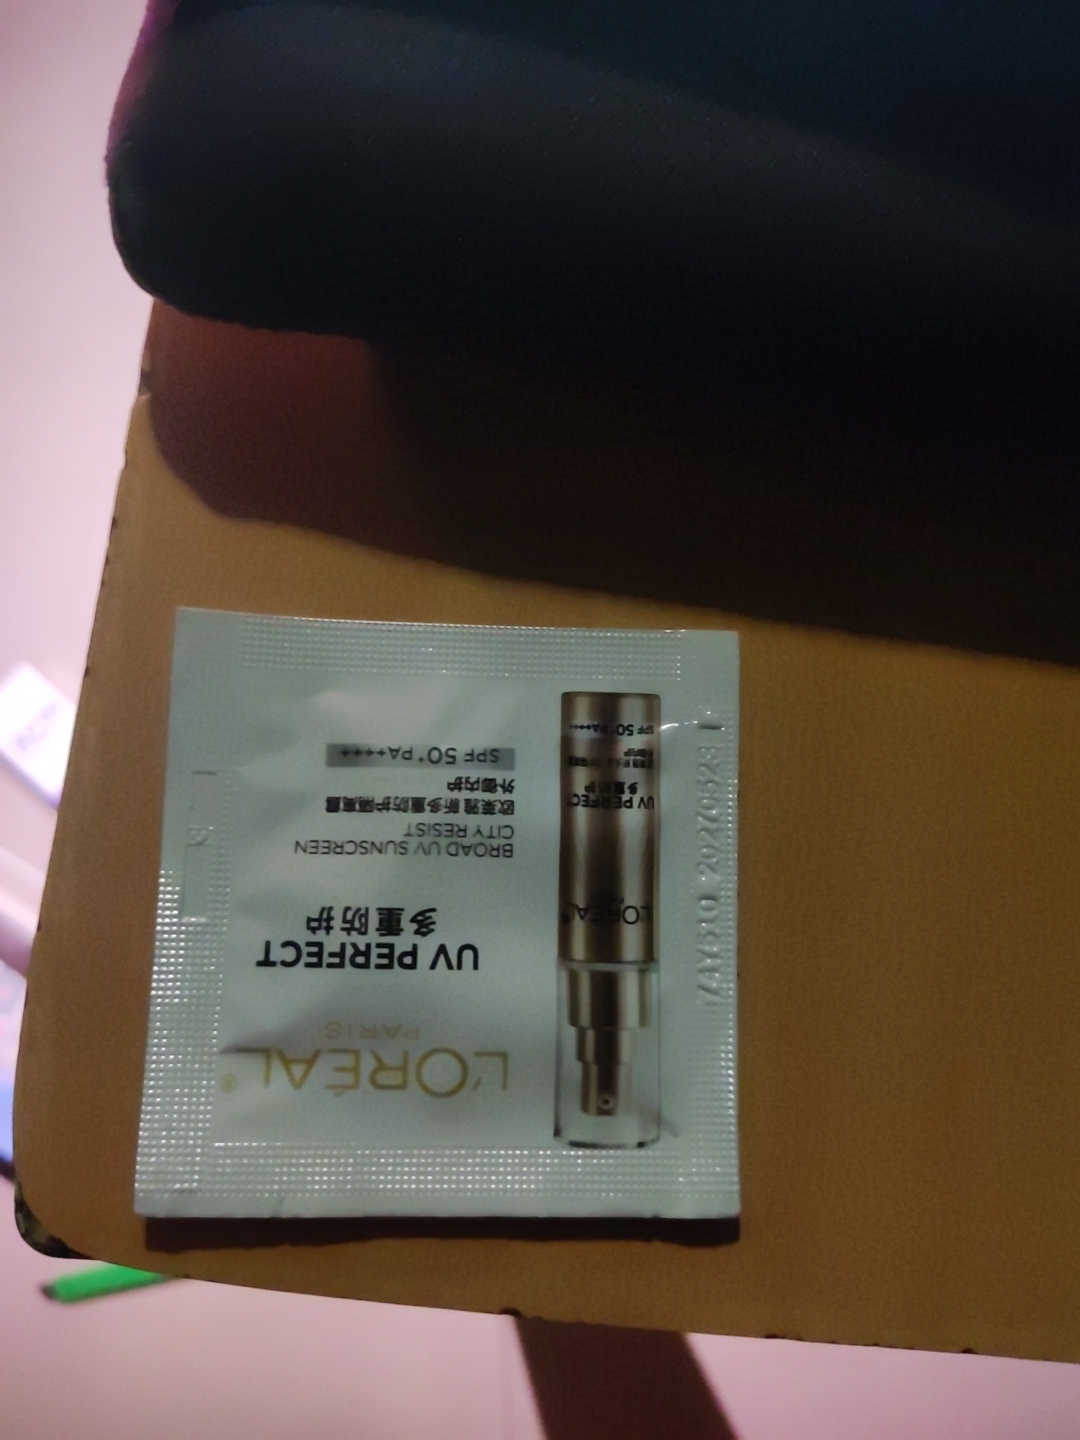 L'ORÉAL®
PARIS
UV PERFECT
多重防护
BROAD UV SUNSCREEN
CITY RESIST
欧莱雅新多重防护隔离露
外御内护
SPF 50+ PA++++
L'ORÉAL
UV PERFECT
多重防护
SPF 50+ PA++++
20270523